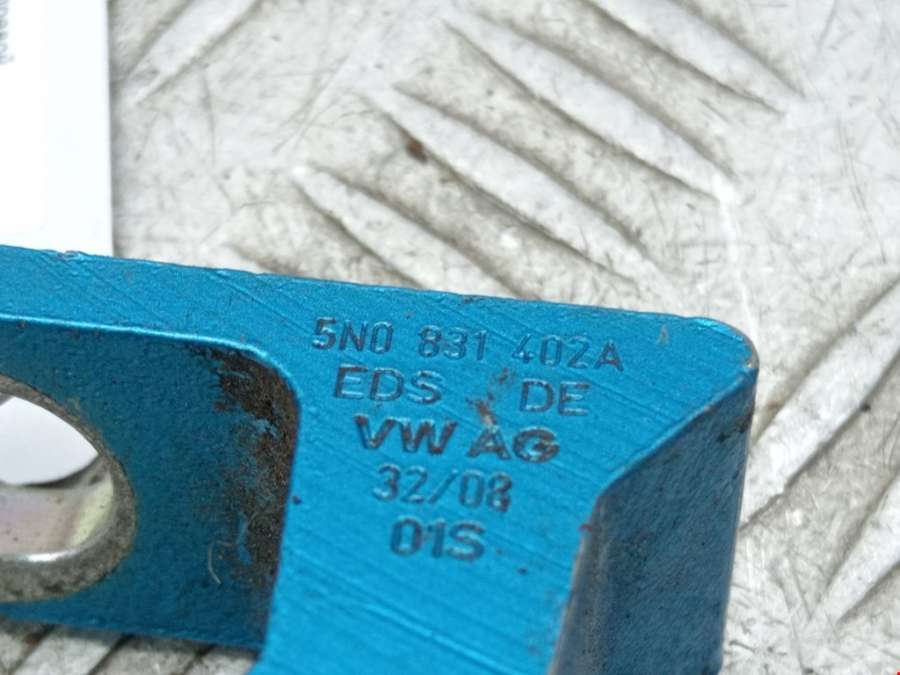 5N0 831 402A
EDS DE
VW AG
32/08
01S